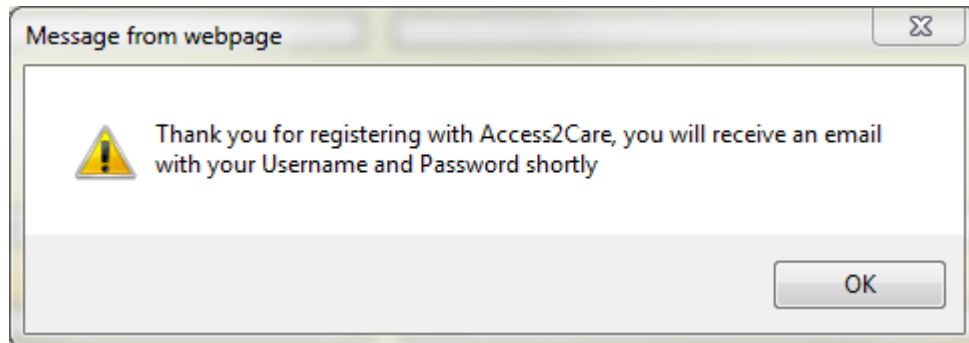 Message from webpage
Thank you for registering with Access2Care, you will receive an email
with your Username and Password shortly
OK